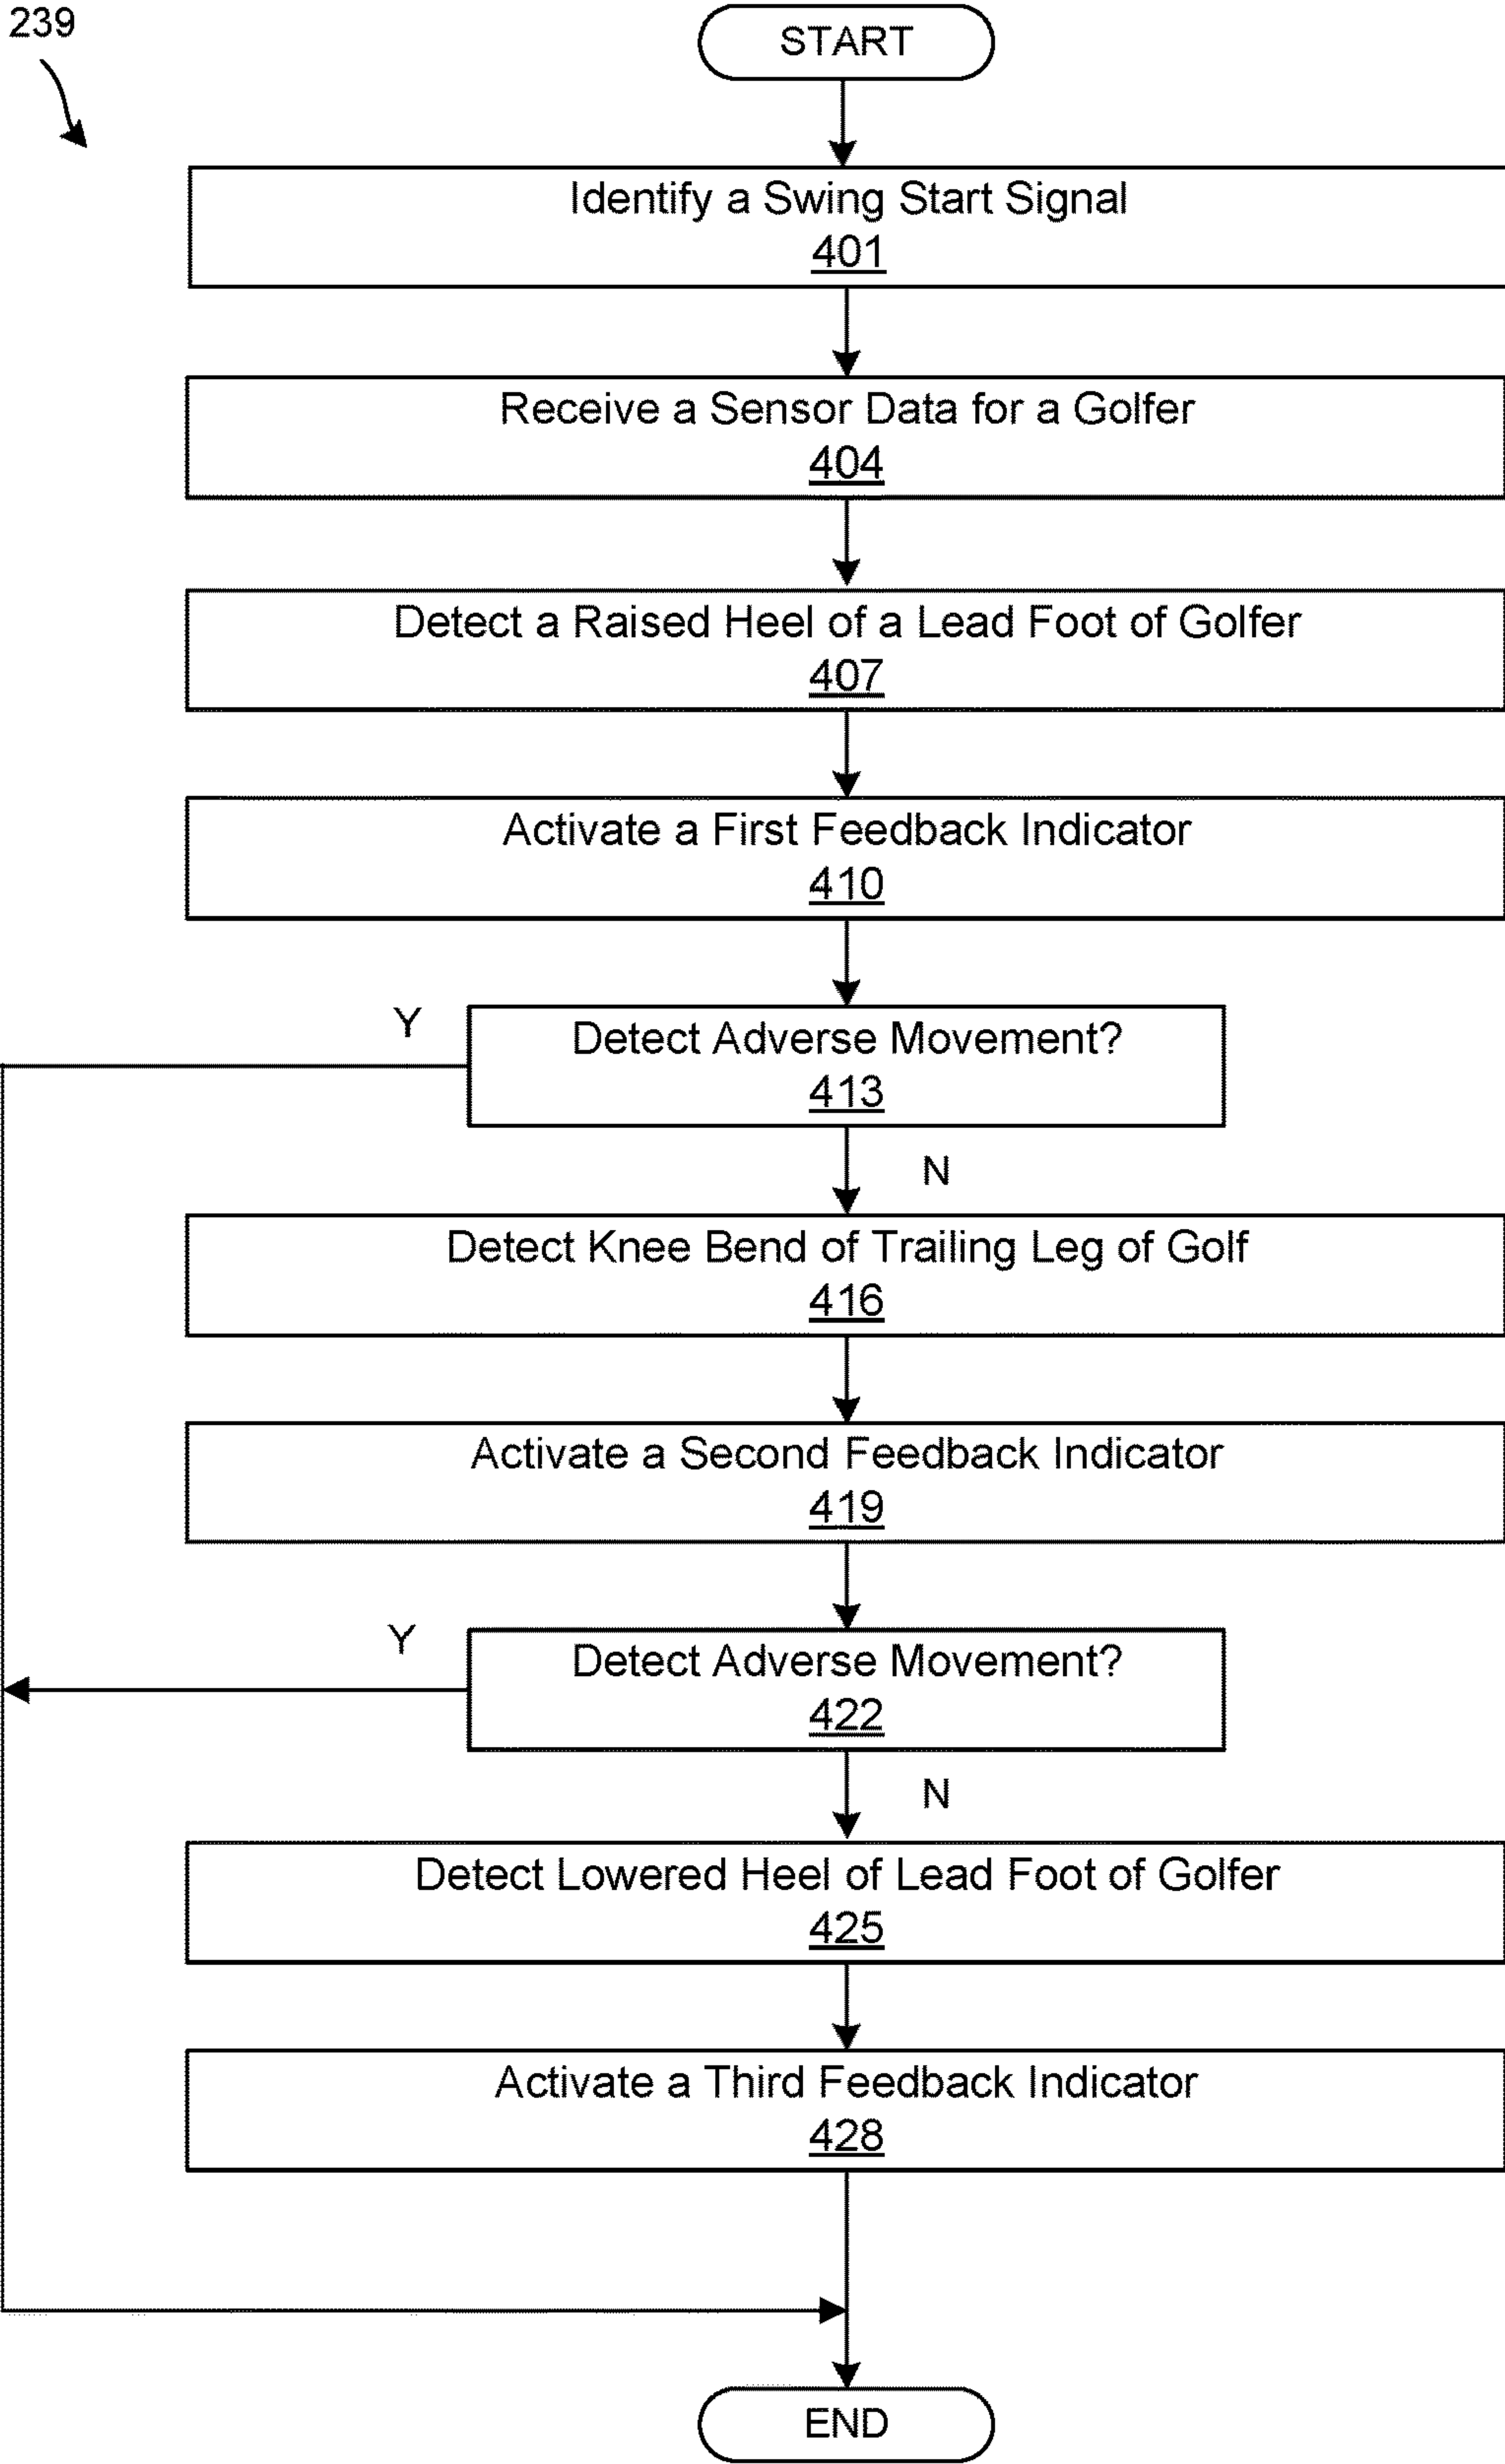 239
START
Identify a Swing Start Signal
401
Receive a Sensor Data for a Golfer
404
Detect a Raised Heel of a Lead Foot of Golfer
407
Activate a First Feedback Indicator
410
Y
Detect Adverse Movement?
413
N
Detect Knee Bend of Trailing Leg of Golf
416
Activate a Second Feedback Indicator
419
Y
Detect Adverse Movement?
422
N
Detect Lowered Heel of Lead Foot of Golfer
425
Activate a Third Feedback Indicator
428
END